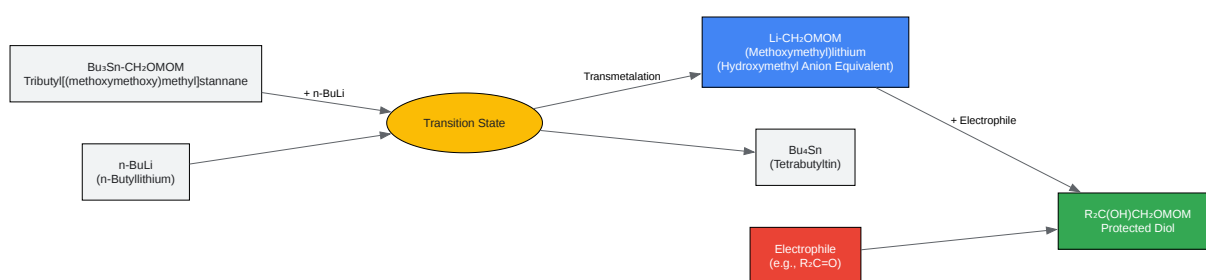 Bu₃Sn-CH₂OMOM
Tributyl[(methoxymethoxy)methyl]stannane
+ n-BuLi
n-BuLi
(n-Butyllithium)
Transition State
Transmetalation
Li-CH₂OMOM
(Methoxymethyl)lithium
(Hydroxymethyl Anion Equivalent)
Bu₄Sn
(Tetrabutyltin)
+ Electrophile
Electrophile
(e.g., R₂C=O)
R₂C(OH)CH₂OMOM
Protected Diol